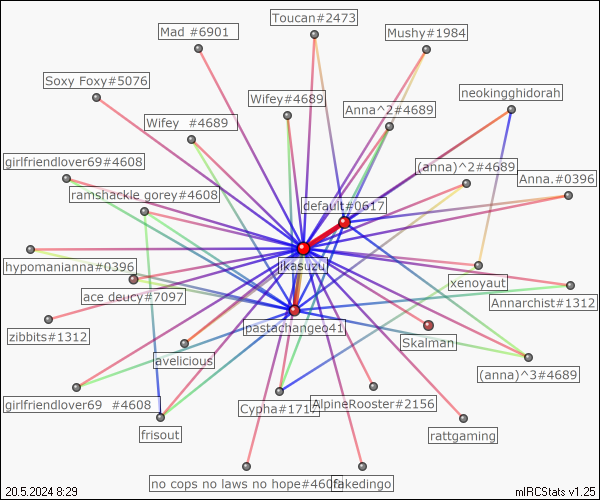 Toucan#2473
Mad #6901
Mushy#1984
Soxy Foxy#5076
Wifey#4689
neokingghidorah
Anna^2#4689
Wifey  #4689
girlfriendlover69#4608
(anna)^2#4689
ramshackle gorey#4608
Anna.#0396
default#0617
ikasuzu
hypomanianna#0396
xenoyaut
ace deucy#7097
Annarchist#1312
pastachange041
zibbits#1312
Skaiman
avelicious
(anna)^3#4689
girlfriendlover69  #4608
Cypha#171
AlpineRooster#2156
frisout
rattgaming
no cops no laws no hope#460
fakedingo
20.5.2024 8:29
mIRCStats v1.25